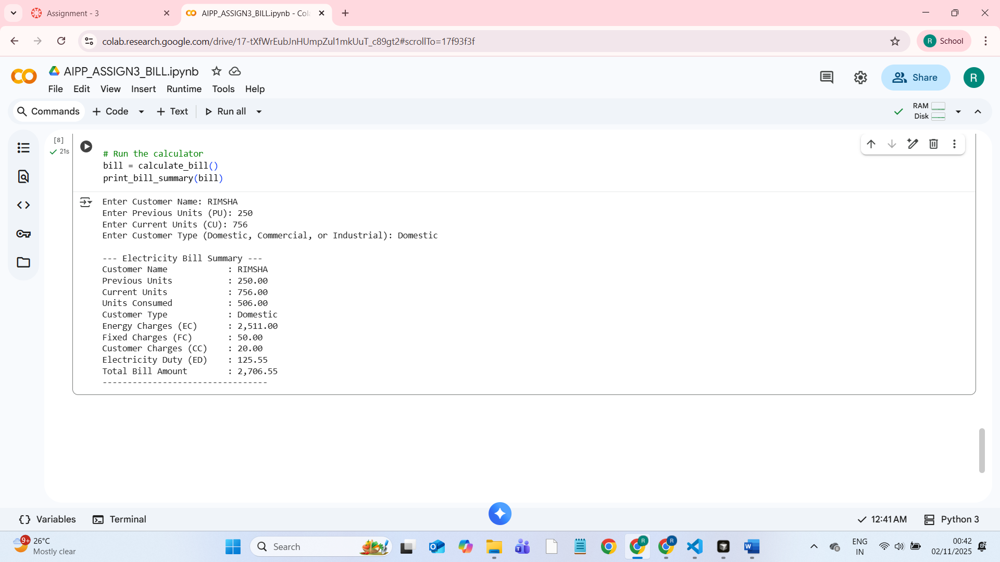 Assignment - 3
AIPP_ASSIGN3_BILL.ipynb - Col
colab.research.google.com/drive/17-tXfWrEubJnHUmpZul1mkUuT_c89gt2#scrollTo=17f93f3f
R School
AIPP_ASSIGN3_BILL.ipynb
File Edit View Insert Runtime Tools Help
Share
R
Commands + Code + Text Run all
RAM
Disk
[8]
21s
# Run the calculator
bill = calculate_bill()
print_bill_summary(bill)
Enter Customer Name: RIMSHA
Enter Previous Units (PU): 250
Enter Current Units (CU): 756
Enter Customer Type (Domestic, Commercial, or Industrial): Domestic
--- Electricity Bill Summary ---
Customer Name : RIMSHA
Previous Units : 250.00
Current Units : 756.00
Units Consumed : 506.00
Customer Type : Domestic
Energy Charges (EC) : 2,511.00
Fixed Charges (FC) : 50.00
Customer Charges (CC) : 20.00
Electricity Duty (ED) : 125.55
Total Bill Amount : 2,706.55
---------------------------------
Variables Terminal
12:41 AM Python 3
9+
26°C
Mostly clear
Search
R
R
ENG
IN
00:42
02/11/2025